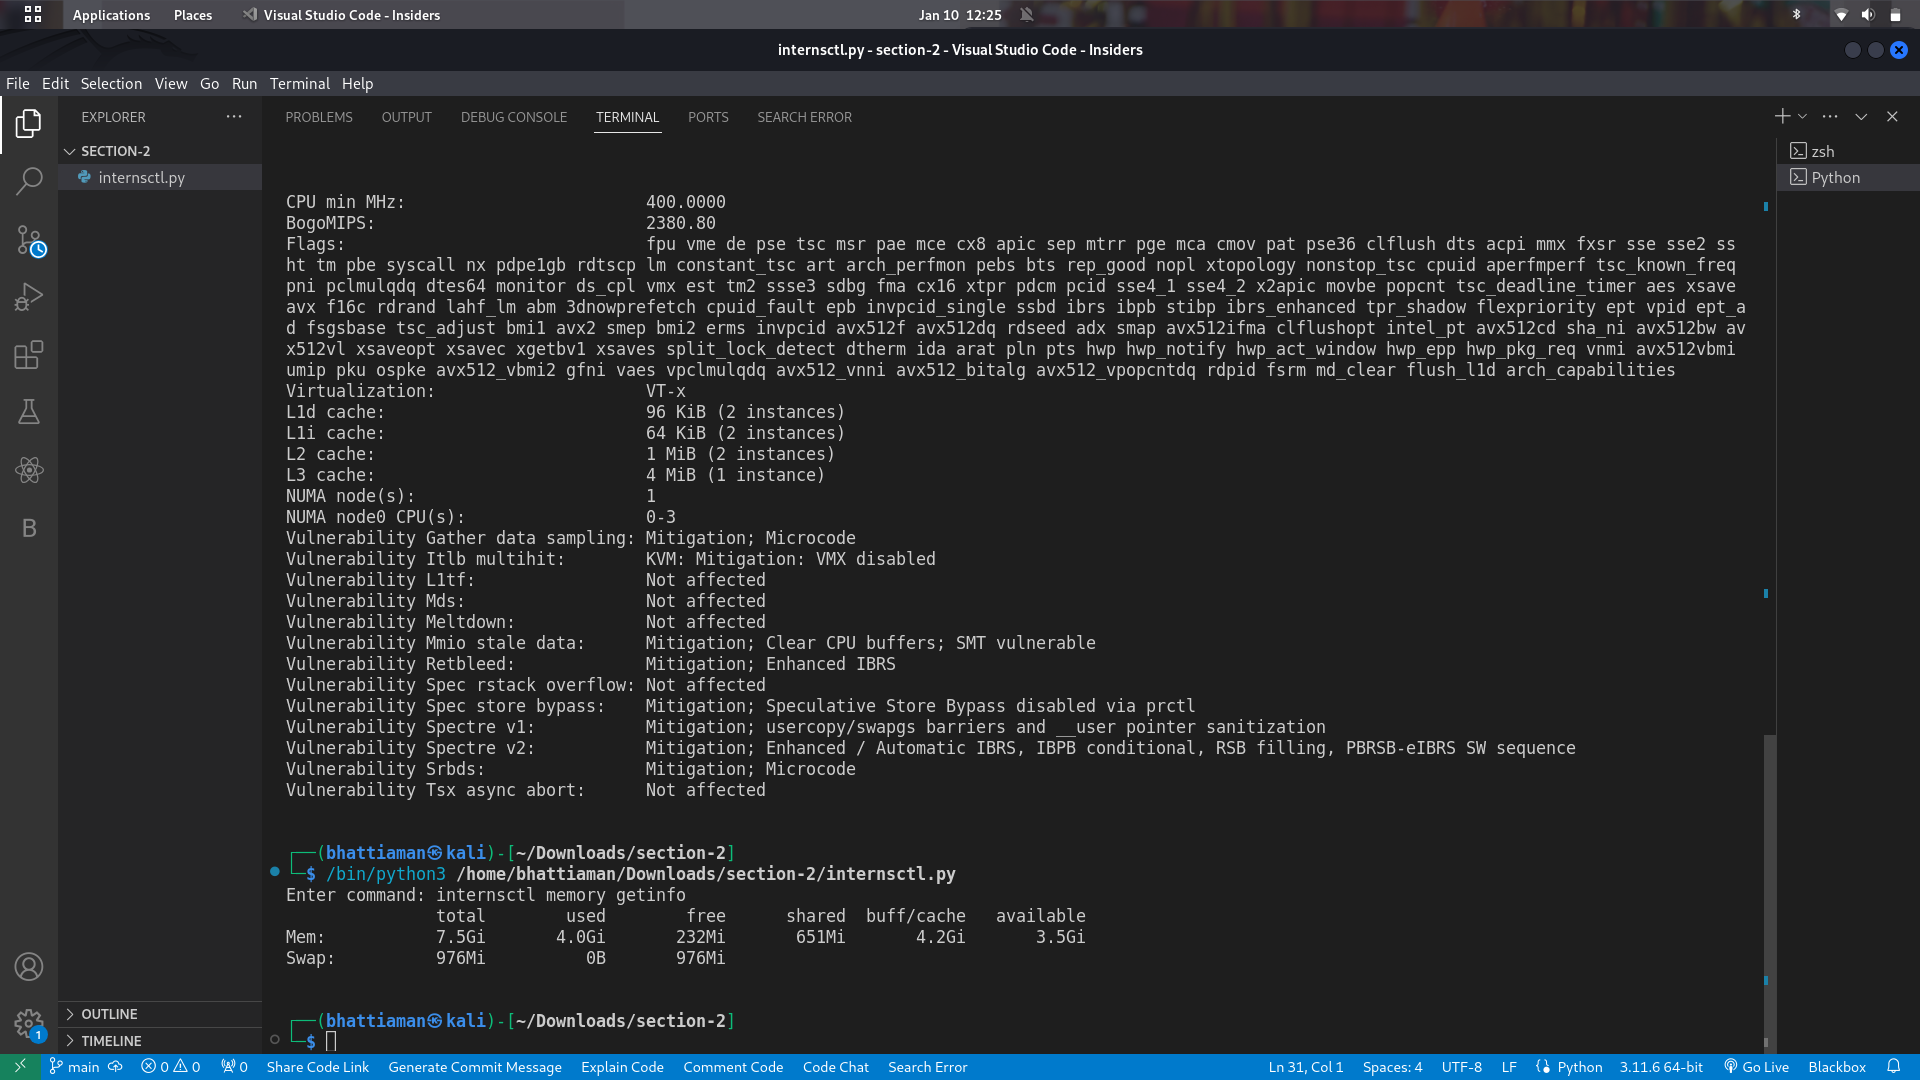 Applications Places Visual Studio Code - Insiders Jan 10 12:25
internsctl.py - section-2 - Visual Studio Code - Insiders
File Edit Selection View Go Run Terminal Help
EXPLORER ···
SECTION-2
internsctl.py
OUTLINE
TIMELINE
B
1
PROBLEMS OUTPUT DEBUG CONSOLE TERMINAL PORTS SEARCH ERROR
zsh
Python
CPU min MHz: 400.0000
BogoMIPS: 2380.80
Flags: fpu vme de pse tsc msr pae mce cx8 apic sep mtrr pge mca cmov pat pse36 clflush dts acpi mmx fxsr sse sse2 ss
ht tm pbe syscall nx pdpe1gb rdtscp lm constant_tsc art arch_perfmon pebs bts rep_good nopl xtopology nonstop_tsc cpuid aperfmperf tsc_known_freq
pni pclmulqdq dtes64 monitor ds_cpl vmx est tm2 ssse3 sdbg fma cx16 xtpr pdcm pcid sse4_1 sse4_2 x2apic movbe popcnt tsc_deadline_timer aes xsave
avx f16c rdrand lahf_lm abm 3dnowprefetch cpuid_fault epb invpcid_single ssbd ibrs ibpb stibp ibrs_enhanced tpr_shadow flexpriority ept vpid ept_a
d fsgsbase tsc_adjust bmi1 avx2 smep bmi2 erms invpcid avx512f avx512dq rdseed adx smap avx512ifma clflushopt intel_pt avx512cd sha_ni avx512bw av
x512vl xsaveopt xsavec xgetbv1 xsaves split_lock_detect dtherm ida arat pln pts hwp hwp_notify hwp_act_window hwp_epp hwp_pkg_req vnmi avx512vbmi
umip pku ospke avx512_vbmi2 gfni vaes vpclmulqdq avx512_vnni avx512_bitalg avx512_vpopcntdq rdpid fsrm md_clear flush_l1d arch_capabilities
Virtualization: VT-x
L1d cache: 96 KiB (2 instances)
L1i cache: 64 KiB (2 instances)
L2 cache: 1 MiB (2 instances)
L3 cache: 4 MiB (1 instance)
NUMA node(s): 1
NUMA node0 CPU(s): 0-3
Vulnerability Gather data sampling: Mitigation; Microcode
Vulnerability Itlb multihit: KVM: Mitigation: VMX disabled
Vulnerability L1tf: Not affected
Vulnerability Mds: Not affected
Vulnerability Meltdown: Not affected
Vulnerability Mmio stale data: Mitigation; Clear CPU buffers; SMT vulnerable
Vulnerability Retbleed: Mitigation; Enhanced IBRS
Vulnerability Spec rstack overflow: Not affected
Vulnerability Spec store bypass: Mitigation; Speculative Store Bypass disabled via prctl
Vulnerability Spectre v1: Mitigation; usercopy/swapgs barriers and __user pointer sanitization
Vulnerability Spectre v2: Mitigation; Enhanced / Automatic IBRS, IBPB conditional, RSB filling, PBRSB-eIBRS SW sequence
Vulnerability Srbds: Mitigation; Microcode
Vulnerability Tsx async abort: Not affected
┌──(bhattiaman㉿kali)-[~/Downloads/section-2]
└─$ /bin/python3 /home/bhattiaman/Downloads/section-2/internsctl.py
Enter command: internsctl memory getinfo
total used free shared buff/cache available
Mem: 7.5Gi 4.0Gi 232Mi 651Mi 4.2Gi 3.5Gi
Swap: 976Mi 0B 976Mi
┌──(bhattiaman㉿kali)-[~/Downloads/section-2]
└─$
main 0 0 0 Share Code Link Generate Commit Message Explain Code Comment Code Code Chat Search Error Ln 31, Col 1 Spaces: 4 UTF-8 LF Python 3.11.6 64-bit Go Live Blackbox